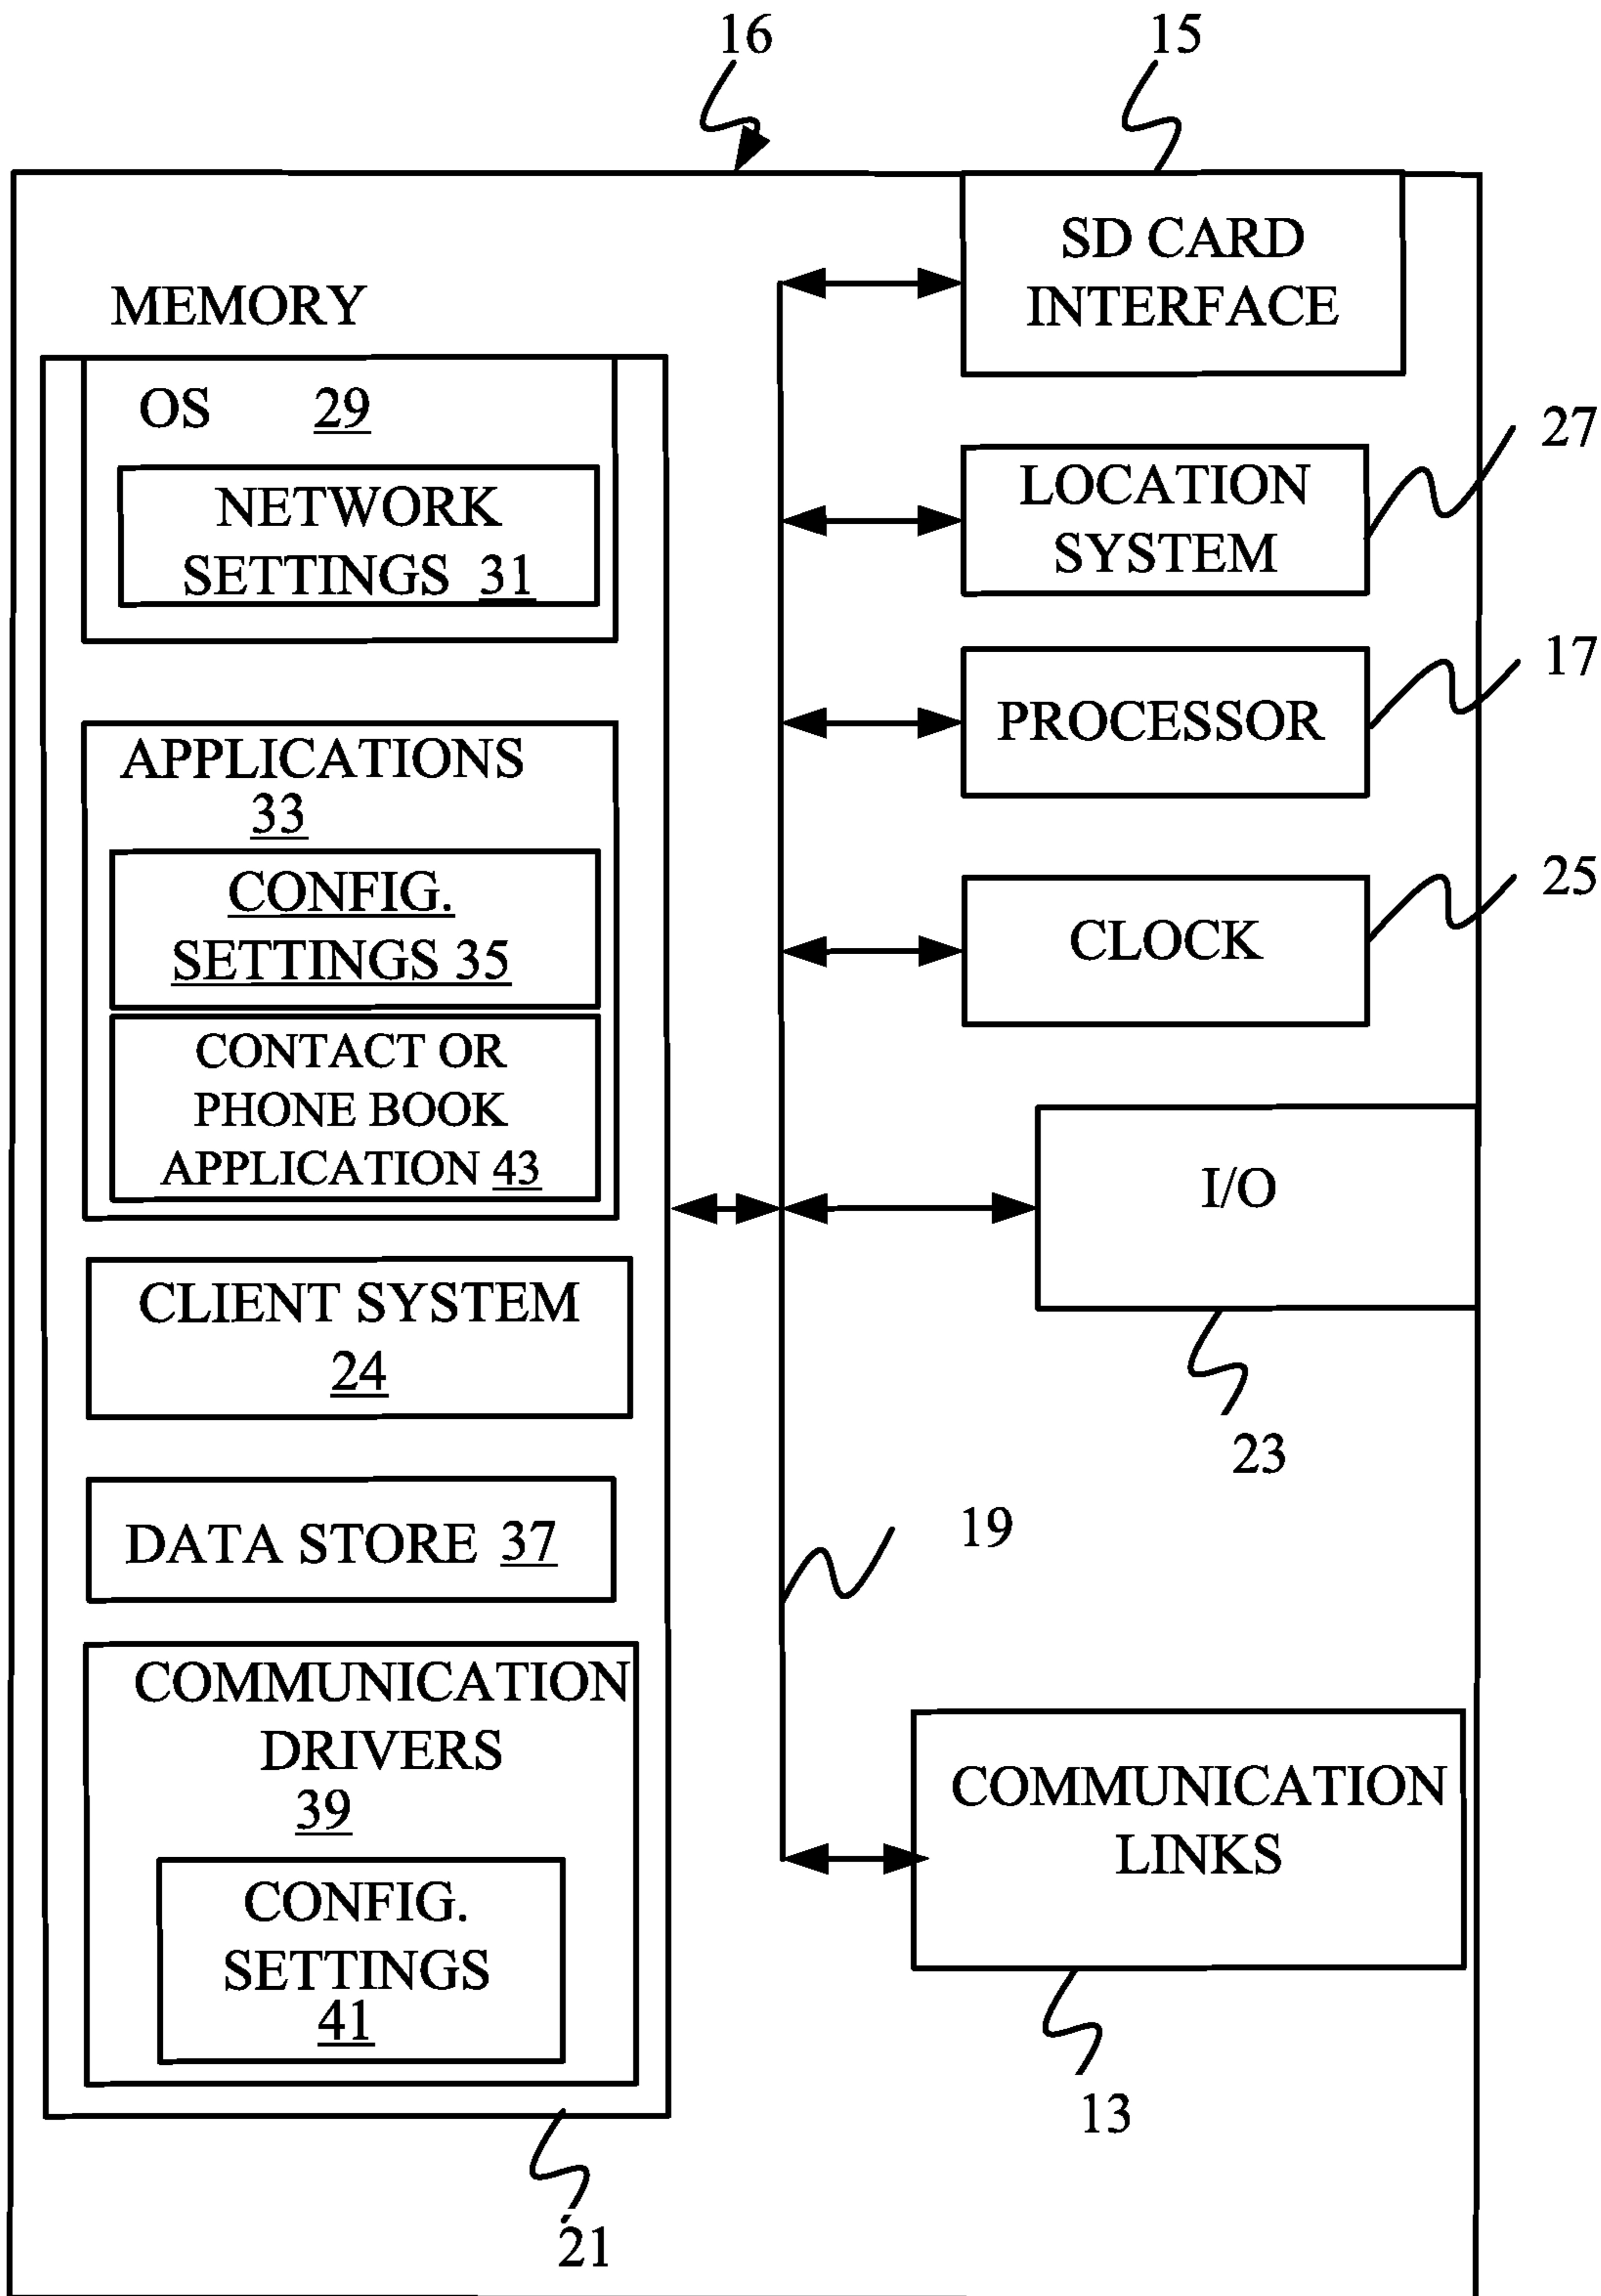 16
15
SD CARD
INTERFACE
MEMORY
OS 29
NETWORK
SETTINGS 31
27
LOCATION
SYSTEM
17
PROCESSOR
APPLICATIONS
33
CONFIG.
SETTINGS 35
CONTACT OR
PHONE BOOK
APPLICATION 43
25
CLOCK
I/O
23
CLIENT SYSTEM
24
DATA STORE 37
19
COMMUNICATION
DRIVERS
39
CONFIG.
SETTINGS
41
COMMUNICATION
LINKS
13
21